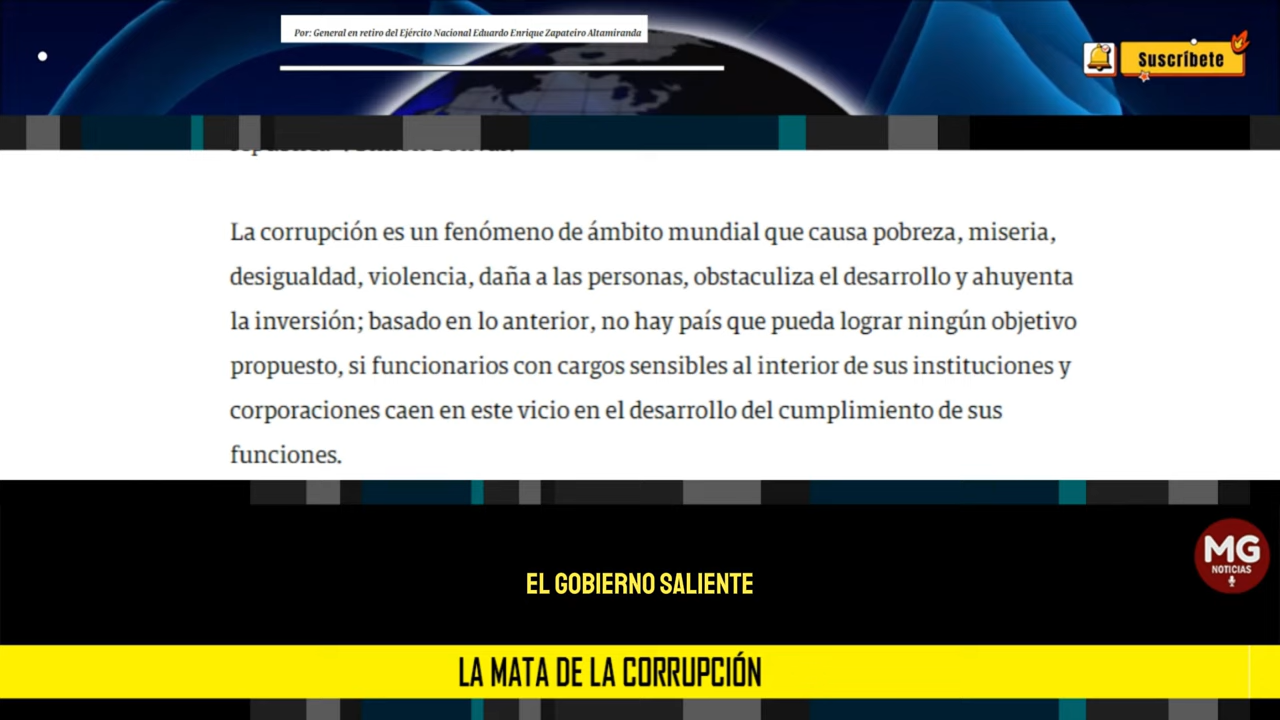 Por: General en retiro del Ejército Nacional Eduardo Enrique Zapateiro Altamiranda
Suscríbete
La corrupción es un fenómeno de ámbito mundial que causa pobreza, miseria,
desigualdad, violencia, daña a las personas, obstaculiza el desarrollo y ahuyenta
la inversión; basado en lo anterior, no hay país que pueda lograr ningún objetivo
propuesto, si funcionarios con cargos sensibles al interior de sus instituciones y
corporaciones caen en este vicio en el desarrollo del cumplimiento de sus
funciones.
MG
NOTICIAS
EL GOBIERNO SALIENTE
LA MATA DE LA CORRUPCIÓN